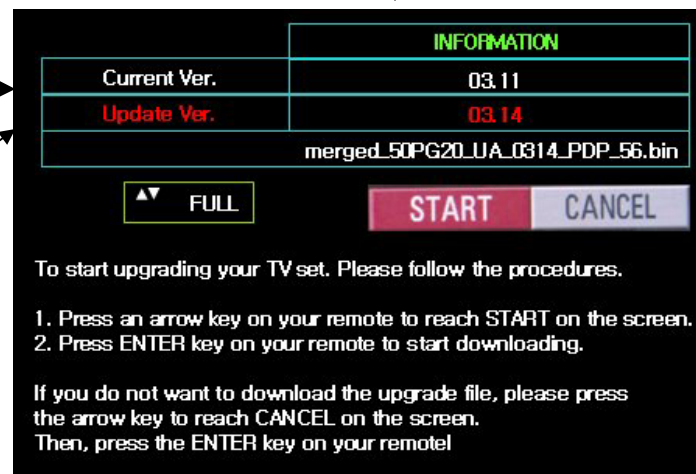 INFORMATION
Current Ver. 03.11
Update Ver. 03.14
merged_50PG20_UA_0314_PDP_56.bin
FULL START CANCEL
To start upgrading your TV set. Please follow the procedures.
1. Press an arrow key on your remote to reach START on the screen.
2. Press ENTER key on your remote to start downloading.
If you do not want to download the upgrade file, please press
the arrow key to reach CANCEL on the screen.
Then, press the ENTER key on your remote!